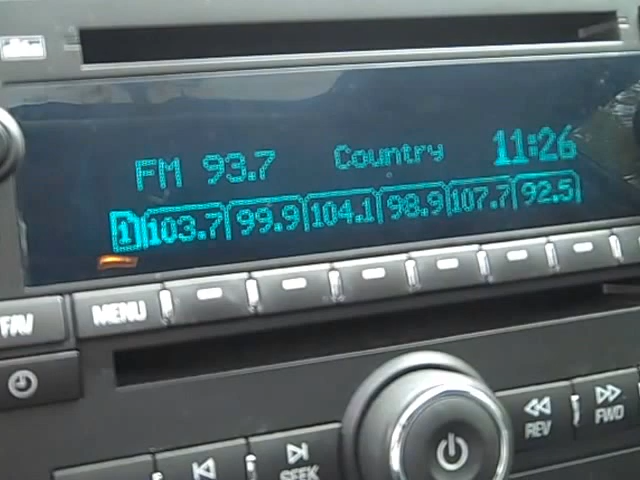 FM 93.7 Country 11:26
1 103.7 99.9 104.1 98.9 107.7 92.5
FAV MENU
REV FWD
SEEK